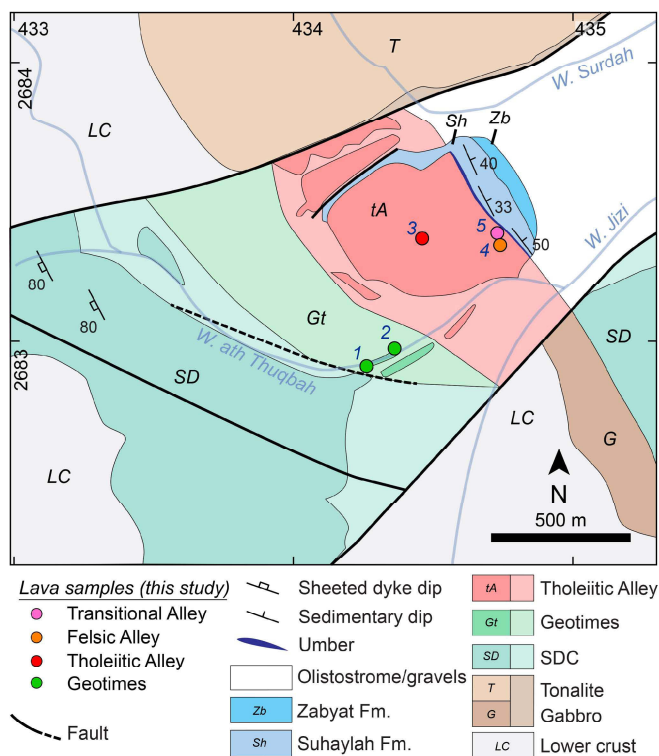 433
434
435
2684
T
W. Surdah
LC
Sh
Zb
40
33
tA
3
5
4
50
W. Jizi
80
80
Gt
2
1
2683
W. ath Thuqbah
SD
SD
LC
LC
G
N
500 m
Lava samples (this study)
Transitional Alley
Felsic Alley
Tholeiitic Alley
Geotimes
Fault
Sheeted dyke dip
Sedimentary dip
Umber
Olistostrome/gravels
Zb Zabyat Fm.
Sh Suhaylah Fm.
tA Tholeiitic Alley
Gt Geotimes
SD SDC
T Tonalite
G Gabbro
LC Lower crust